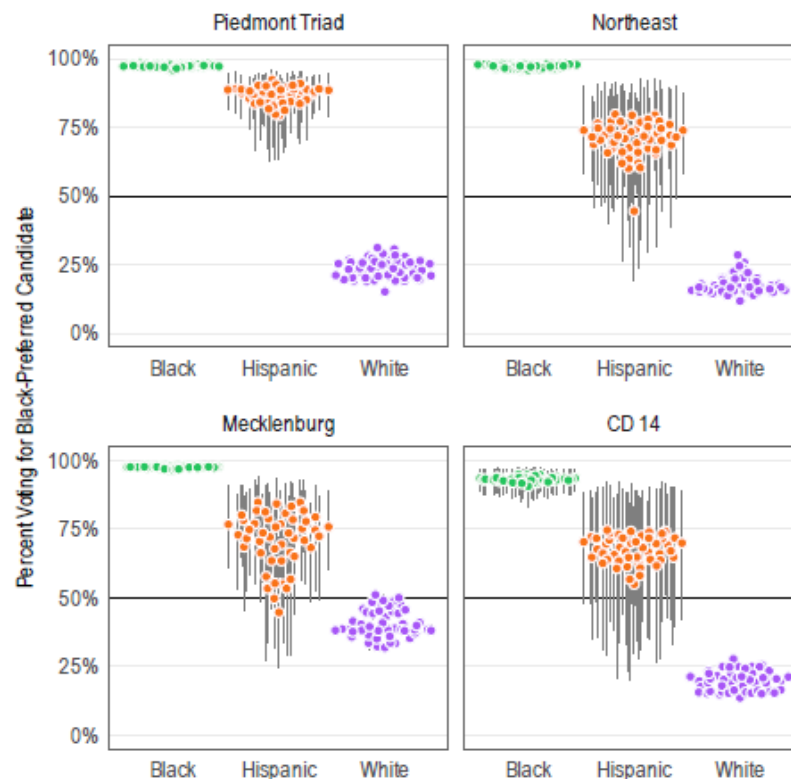 Piedmont Triad
Northeast
Percent Voting for Black-Preferred Candidate
100%
75%
50%
25%
0%
Black Hispanic White
Black Hispanic White
Mecklenburg
CD 14
100%
75%
50%
25%
0%
Black Hispanic White
Black Hispanic White